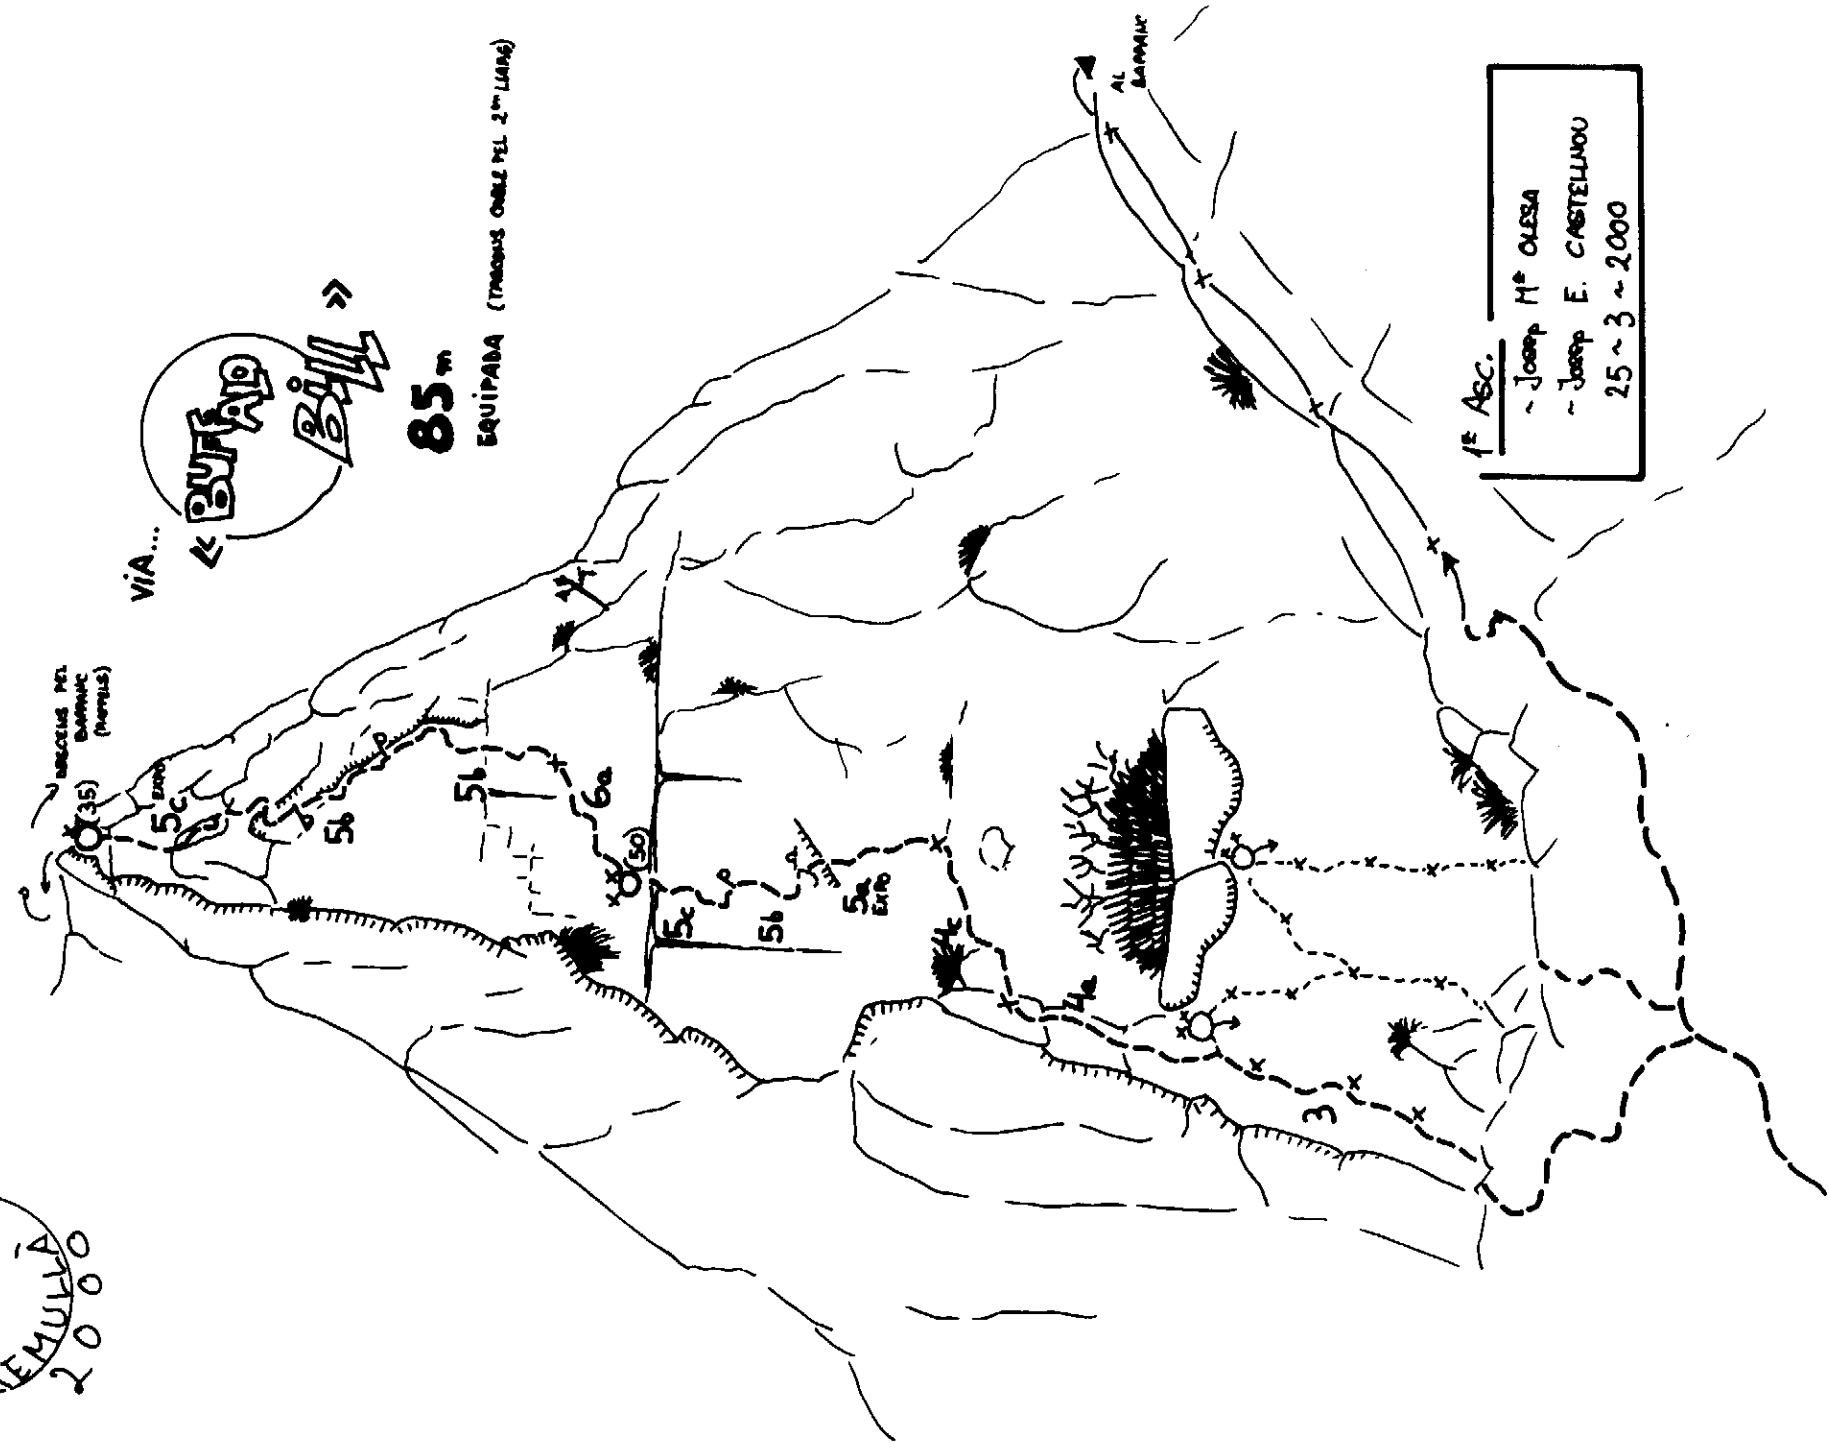 VIA...
« BUFFALO
BILL »
85 m
EQUIPADA (TASCONS CABLE PEL 2on LLARG)
DESCENS PEL
BARRANC
(RAPPELS)
(35)
5c EXPO
5b
5b
6a
(50)
5c
5b
5a
EXPO
4c
4a
3
AL
BARRANC
1ª ASC.
~ Josep Mª OLESA
~ Josep E. CASTELLNOU
25 ~ 3 ~ 2000
2000